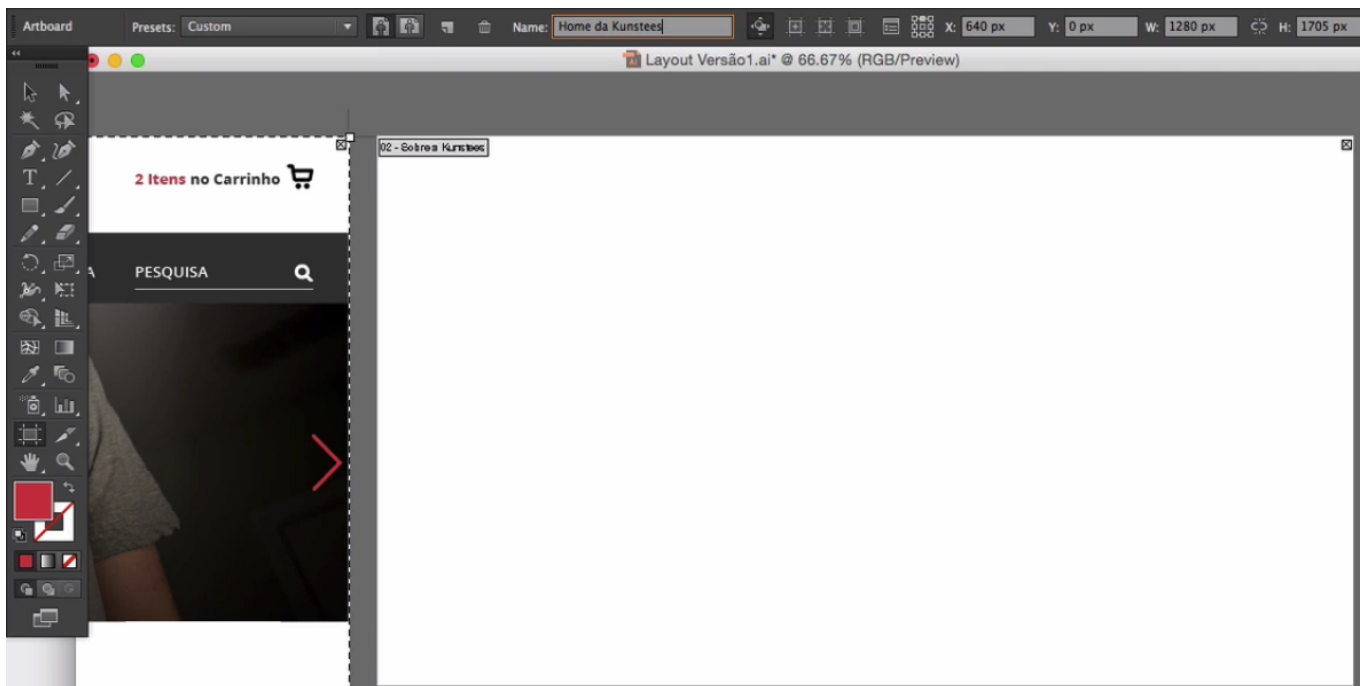 Artboard Presets: Custom Name: Home da Kunstees X: 640 px Y: 0 px W: 1280 px H: 1705 px
Layout Versão1.ai* @ 66.67% (RGB/Preview)
02 - Sobre a Kunstees
2 Itens no Carrinho
A PESQUISA